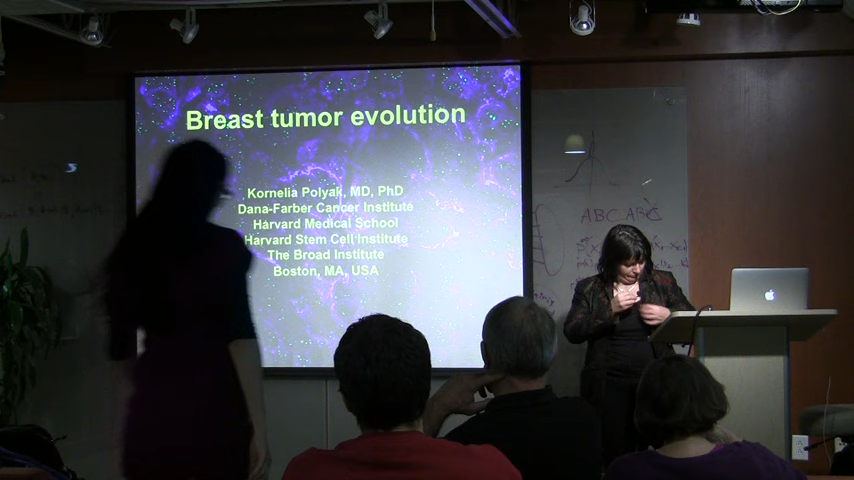 Breast tumor evolution
Kornelia Polyak, MD, PhD
Dana-Farber Cancer Institute
Harvard Medical School
Harvard Stem Cell Institute
The Broad Institute
Boston, MA, USA
ABC ABC